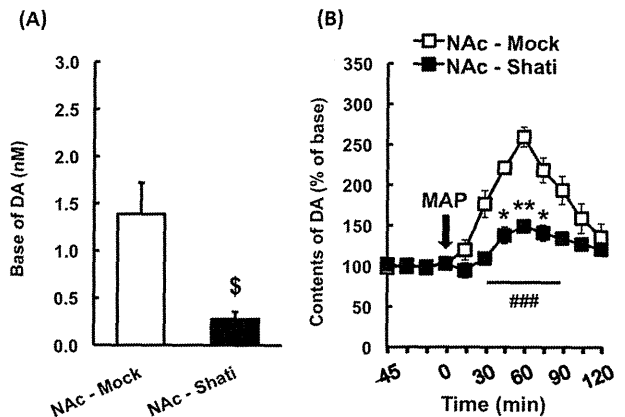 (A)
Base of DA (nM)
3.0
2.5
2.0
1.5
1.0
0.5
0.0
$
NAc - Mock
NAc - Shati
(B)
NAc - Mock
NAc - Shati
Contents of DA (% of base)
350
300
250
200
150
100
50
0
MAP
* ** *
###
-45 0 30 60 90 120
Time (min)